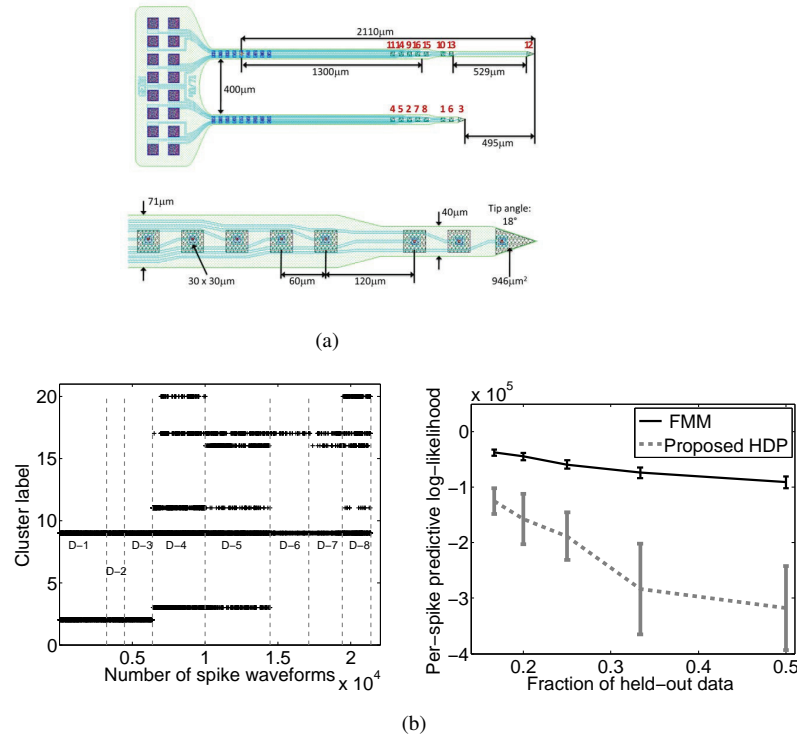 2110μm
11 14 9 16 15 10 13
12
1300μm
529μm
400μm
4 5 2 7 8 1 6 3
495μm
71μm
40μm
Tip angle:
18°
30 x 30μm
60μm
120μm
946μm²
(a)
20
15
10
5
0
Cluster label
D-1
D-2
D-3
D-4
D-5
D-6
D-7
D-8
0.5
1
1.5
2
x 10⁴
Number of spike waveforms
x 10⁵
0
-1
-2
-3
-4
Per-spike predictive log-likelihood
FMM
Proposed HDP
0.2
0.3
0.4
0.5
Fraction of held-out data
(b)